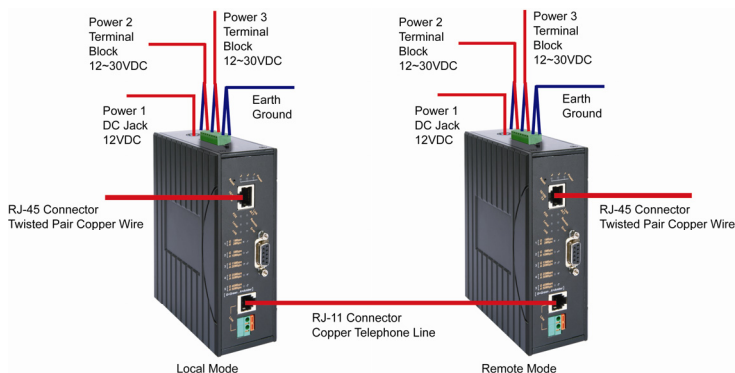 Power 2
Terminal
Block
12~30VDC
Power 3
Terminal
Block
12~30VDC
Power 1
DC Jack
12VDC
Earth
Ground
RJ-45 Connector
Twisted Pair Copper Wire
Local Mode
RJ-11 Connector
Copper Telephone Line
Power 2
Terminal
Block
12~30VDC
Power 3
Terminal
Block
12~30VDC
Power 1
DC Jack
12VDC
Earth
Ground
RJ-45 Connector
Twisted Pair Copper Wire
Remote Mode